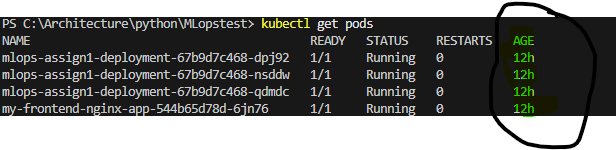 PS C:\Architecture\python\MLopstest> kubectl get pods
NAME READY STATUS RESTARTS AGE
mlops-assign1-deployment-67b9d7c468-dpj92 1/1 Running 0 12h
mlops-assign1-deployment-67b9d7c468-nsddw 1/1 Running 0 12h
mlops-assign1-deployment-67b9d7c468-qdmdc 1/1 Running 0 12h
my-frontend-nginx-app-544b65d78d-6jn76 1/1 Running 0 12h